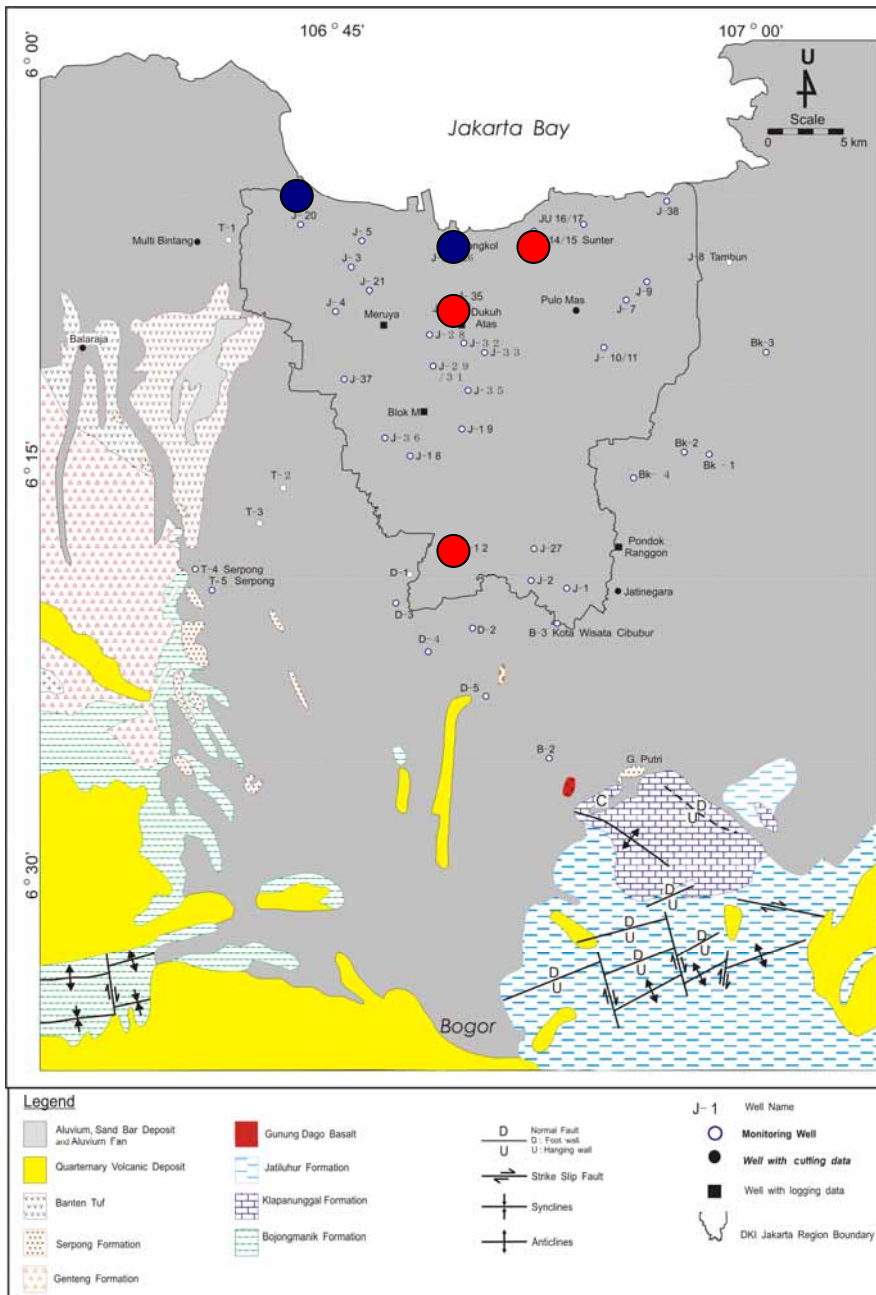 106° 45'
107° 00'
6° 00'
U
Scale
0 5 km
Jakarta Bay
J-38
J-20
JU 16/17
T-1
J-5
Multi Bintang
14/15 Sunter
J-3
J-8 Tambun
J-21
J-9
J-4
Pulo Mas
J-7
Meruya
Dukuh
Atas
J-28
Balaraja
J-32
J-33
J-10/11
Bk-3
J-29
/31
J-37
J-35
Blok M
J-19
J-36
6° 15'
J-18
Bk-2
Bk-1
Bk-4
T-2
T-3
J-27
Pondok
Ranggon
T-4 Serpong
D-1
T-5 Serpong
J-2
J-1
Jatinegara
D-3
D-2
B-3 Kota Wisata Cibubur
D-4
D-5
B-2
G. Putri
C
D
U
6° 30'
D
U
D
U
D
U
D
U
Bogor
Legend
Aluvium, Sand Bar Deposit
and Aluvium Fan
Quarternary Volcanic Deposit
Banten Tuf
Serpong Formation
Genteng Formation
Gunung Dago Basalt
Jatiluhur Formation
Klapanunggal Formation
Bojongmanik Formation
D
U
Normal Fault
D : Foot wall
U : Hanging wall
Strike Slip Fault
Synclines
Anticlines
J-1 Well Name
Monitoring Well
Well with cutting data
Well with logging data
DKI Jakarta Region Boundary